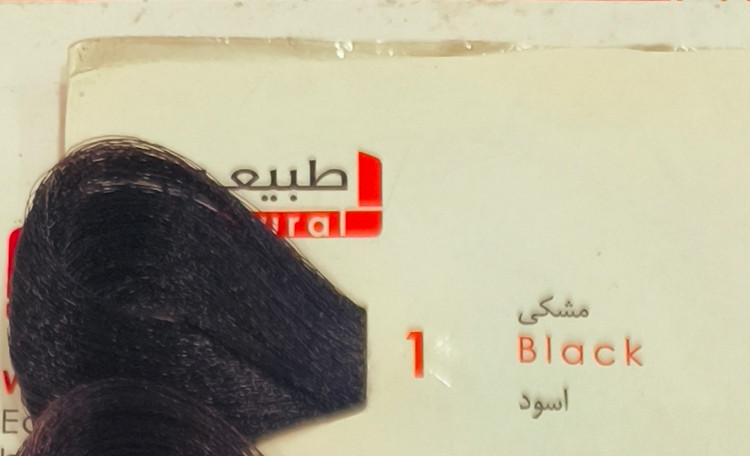 طبیع
ural
1
مشکی
Black
اسود